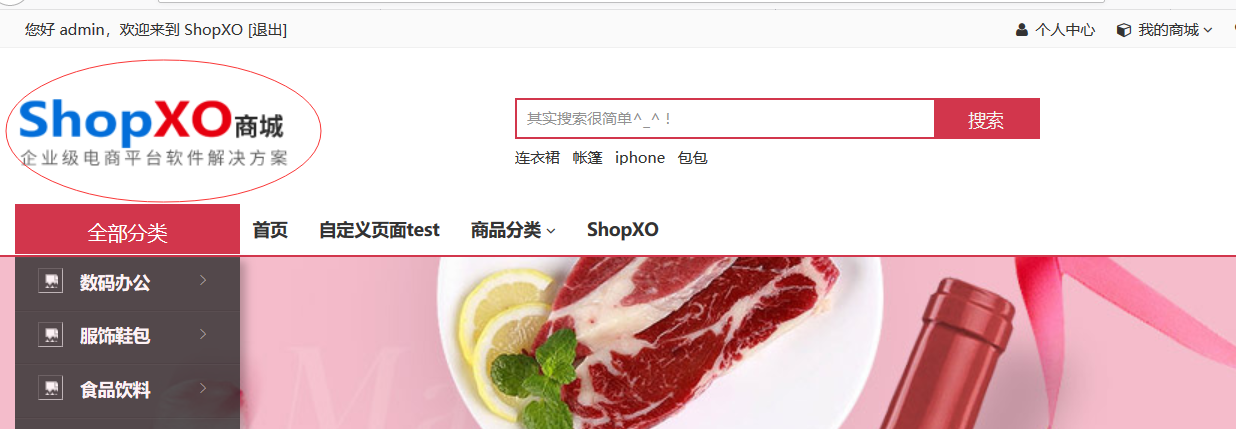 您好 admin，欢迎来到 ShopXO [退出]
个人中心 我的商城
ShopXO商城
企业级电商平台软件解决方案
其实搜索很简单^_^ !
搜索
连衣裙 帐篷 iphone 包包
全部分类 首页 自定义页面test 商品分类 ShopXO
数码办公
服饰鞋包
食品饮料